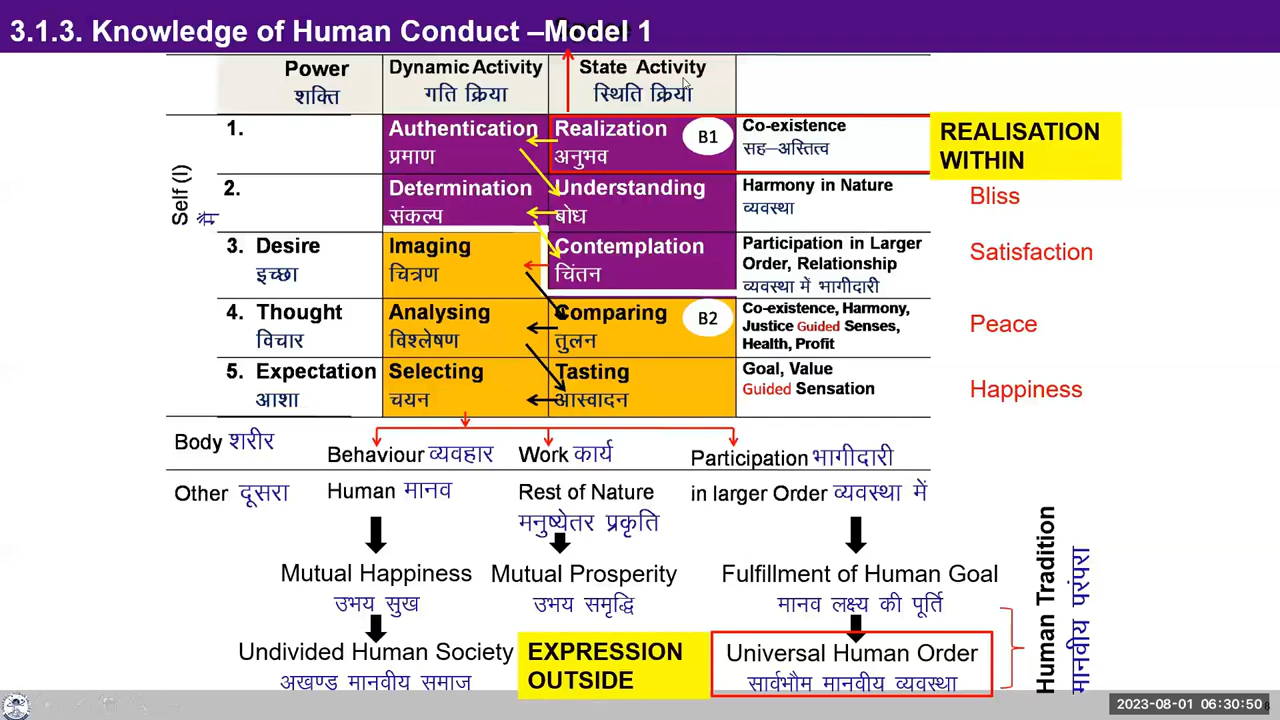 3.1.3. Knowledge of Human Conduct –Model 1
Power Dynamic Activity State Activity
शक्ति गति क्रिया स्थिति क्रिया
Self (I)
मैं
1. Authentication Realization B1 Co-existence
प्रमाण अनुभव सह–अस्तित्व
REALISATION
WITHIN
2. Determination Understanding Harmony in Nature Bliss
संकल्प बोध व्यवस्था
3. Desire Imaging Contemplation Participation in Larger
Order, Relationship
इच्छा चित्रण चिंतन व्यवस्था में भागीदारी
Satisfaction
4. Thought Analysing Comparing B2 Co-existence, Harmony,
Justice Guided Senses,
Health, Profit
विचार विश्लेषण तुलन
Peace
5. Expectation Selecting Tasting Goal, Value
Guided Sensation
आशा चयन आस्वादन
Happiness
Body शरीर Behaviour व्यवहार Work कार्य Participation भागीदारी
Other दूसरा Human मानव Rest of Nature in larger Order व्यवस्था में
मनुष्येतर प्रकृति
Mutual Happiness Mutual Prosperity Fulfillment of Human Goal
उभय सुख उभय समृद्धि मानव लक्ष्य की पूर्ति
Undivided Human Society EXPRESSION Universal Human Order
अखण्ड मानवीय समाज OUTSIDE सार्वभौम मानवीय व्यवस्था
Human Tradition
मानवीय परंपरा
2023-08-01 06:30:50